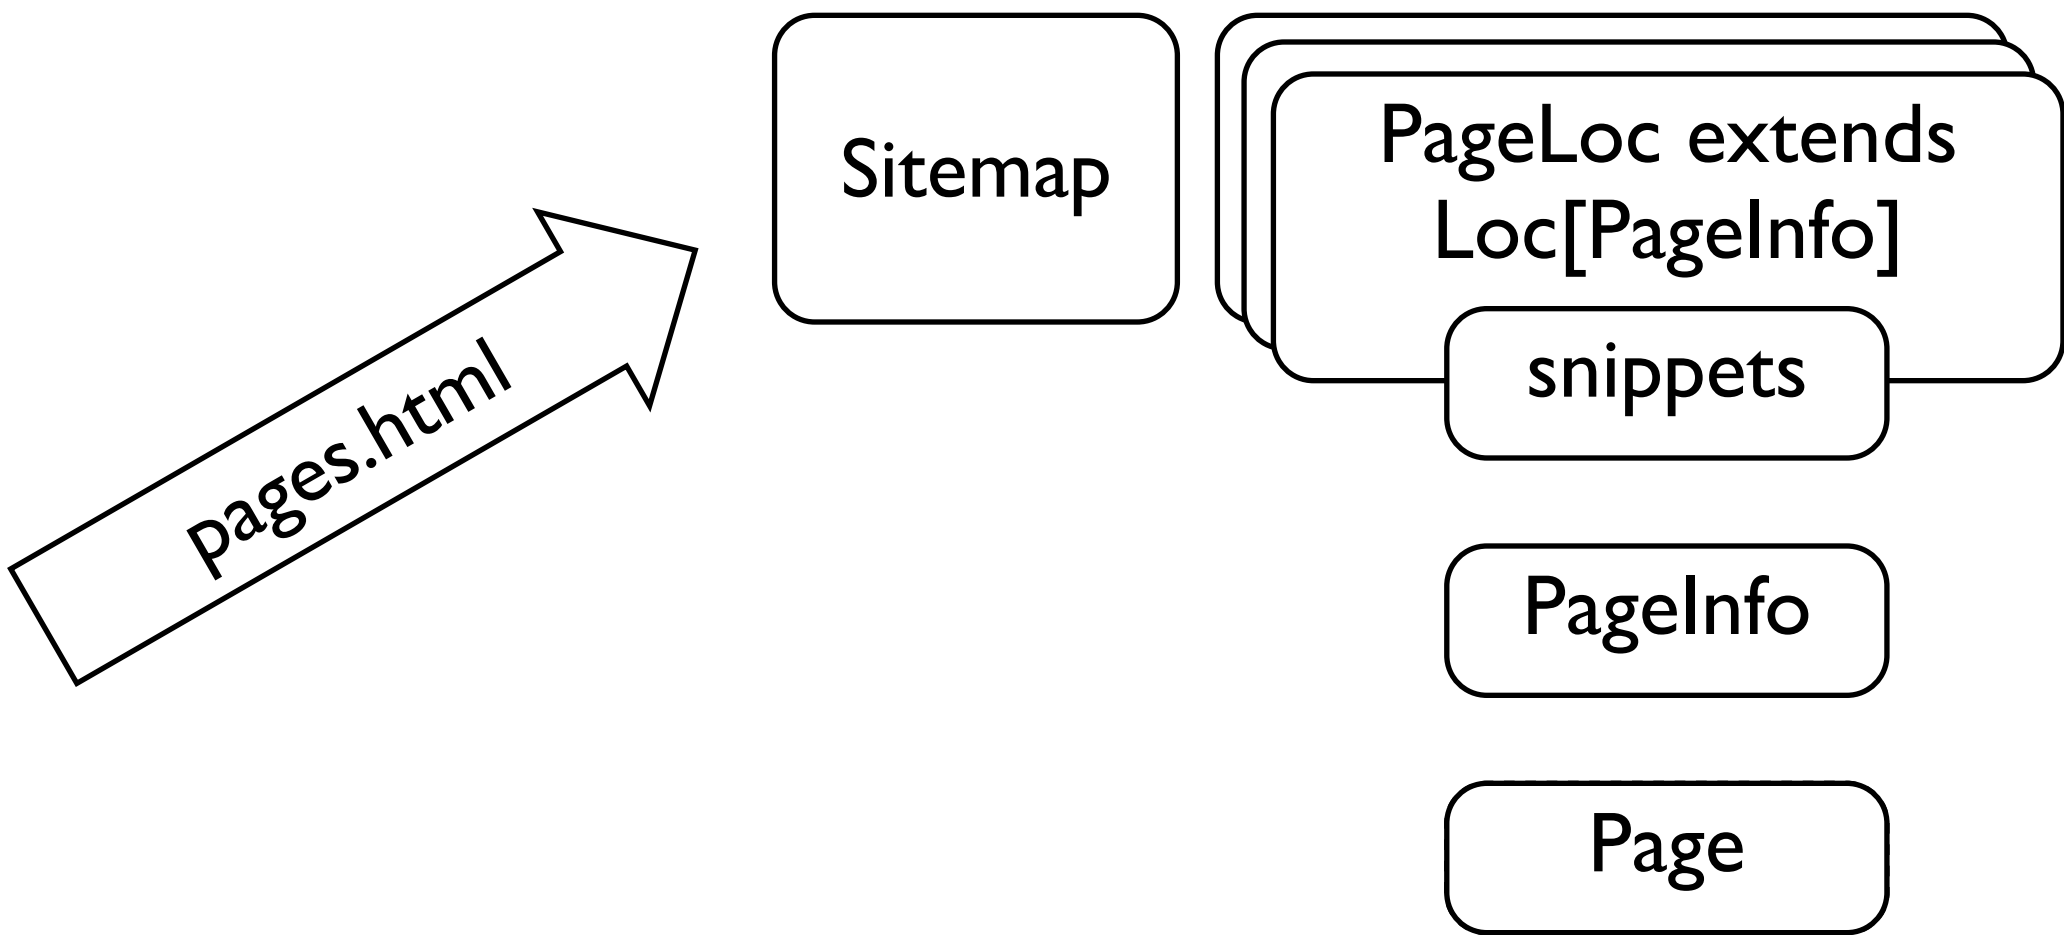 Sitemap
PageLoc extends
Loc[PageInfo]
snippets
pages.html
PageInfo
Page